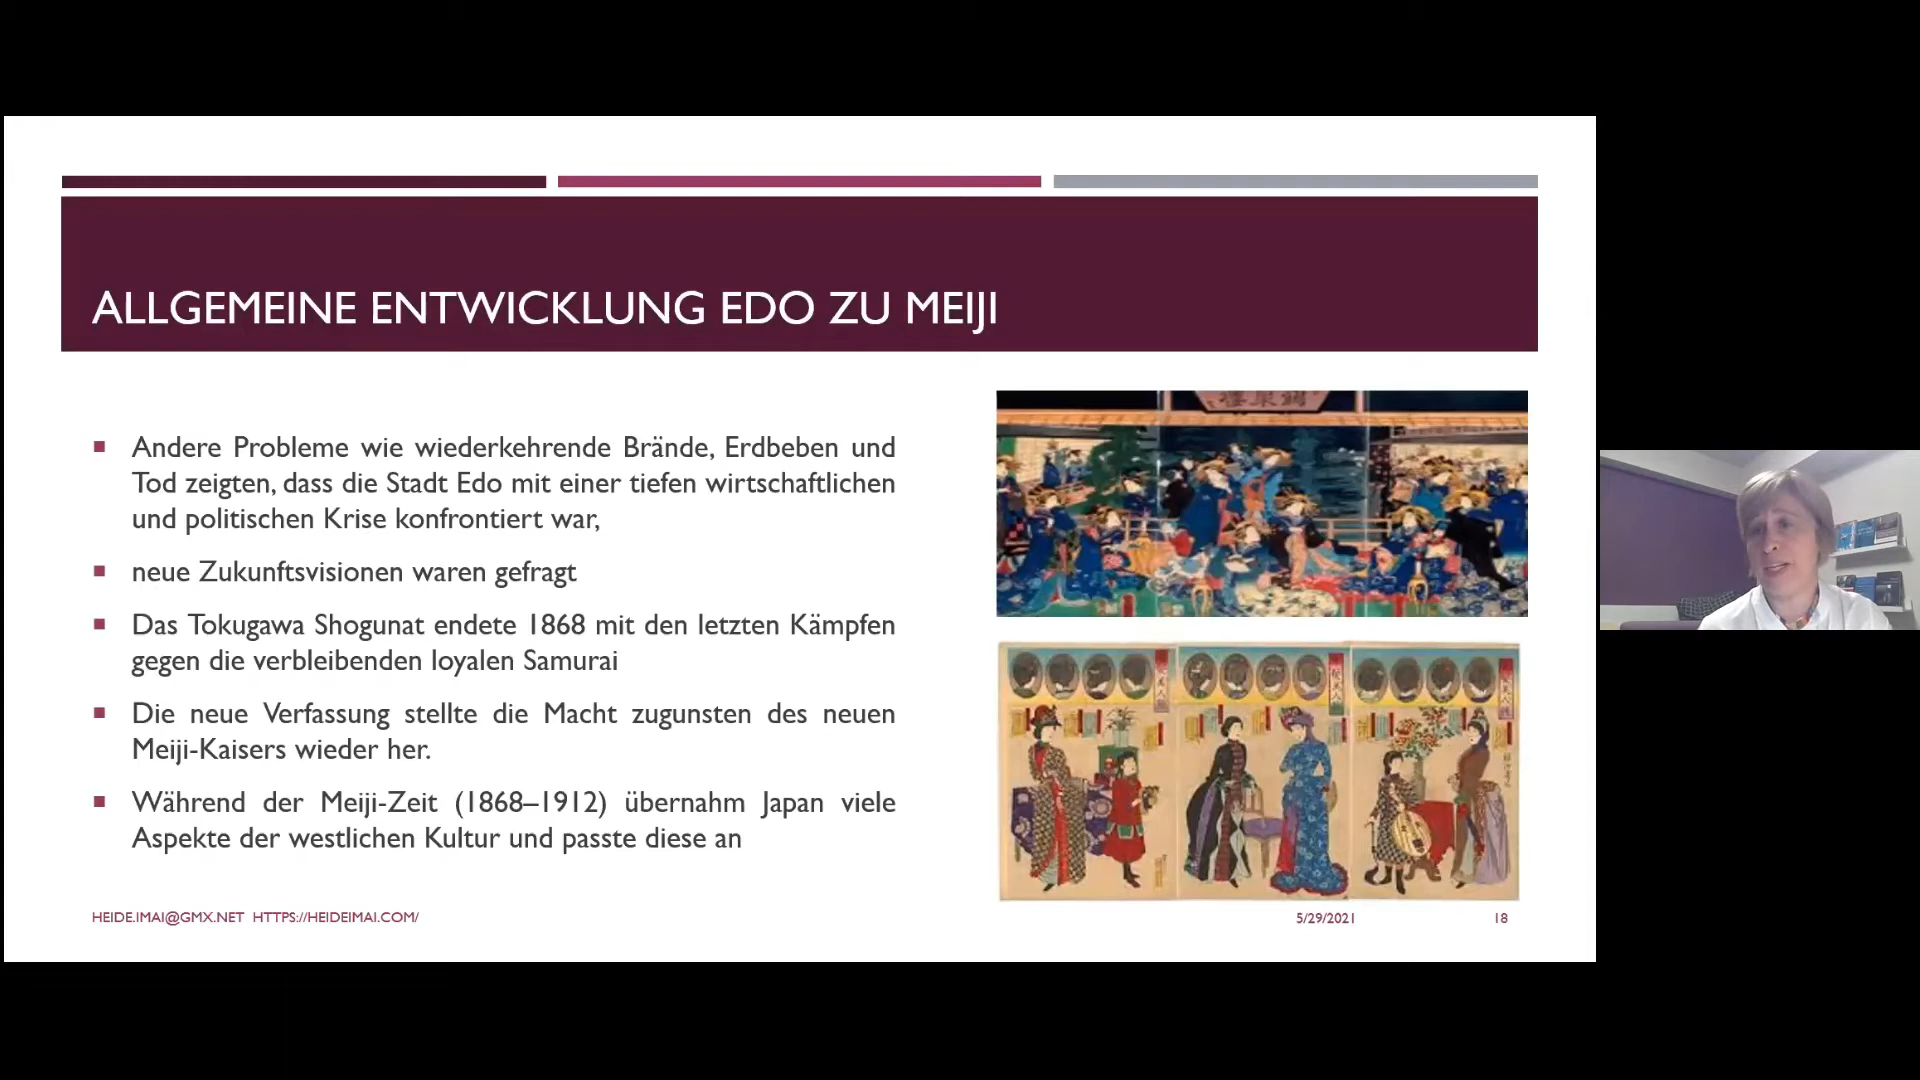 ALLGEMEINE ENTWICKLUNG EDO ZU MEIJI
Andere Probleme wie wiederkehrende Brände, Erdbeben und
Tod zeigten, dass die Stadt Edo mit einer tiefen wirtschaftlichen
und politischen Krise konfrontiert war,
neue Zukunftsvisionen waren gefragt
Das Tokugawa Shogunat endete 1868 mit den letzten Kämpfen
gegen die verbleibenden loyalen Samurai
Die neue Verfassung stellte die Macht zugunsten des neuen
Meiji-Kaisers wieder her.
Während der Meiji-Zeit (1868–1912) übernahm Japan viele
Aspekte der westlichen Kultur und passte diese an
HEIDE.IMAI@GMX.NET HTTPS://HEIDEIMAI.COM/
5/29/2021
18